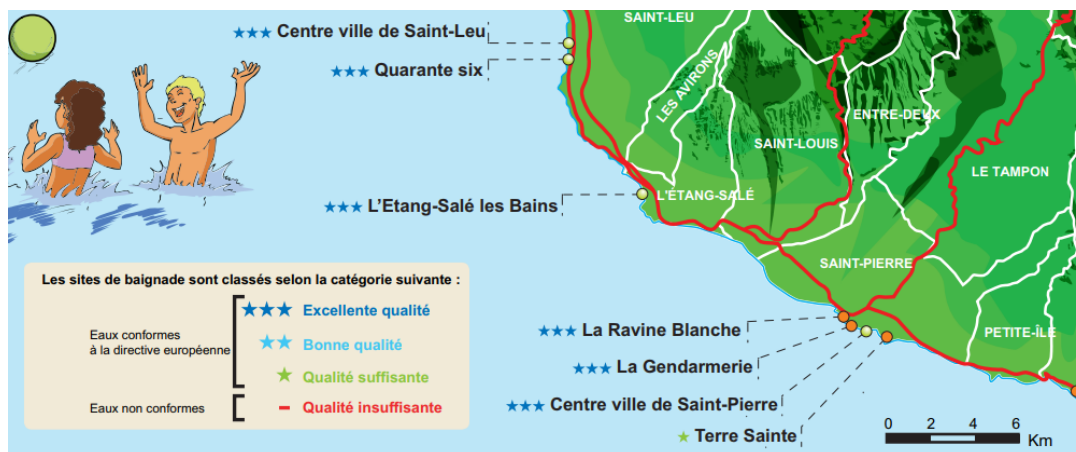 ★★★ Centre ville de Saint-Leu
★★★ Quarante six
★★★ L'Etang-Salé les Bains
SAINT-LEU
LES AVIRONS
ENTRE-DEUX
SAINT-LOUIS
LE TAMPON
L'ÉTANG-SALÉ
SAINT-PIERRE
PETITE-ÎLE
Les sites de baignade sont classés selon la catégorie suivante :
Eaux conformes
à la directive européenne
★★★ Excellente qualité
★★ Bonne qualité
★ Qualité suffisante
Eaux non conformes
– Qualité insuffisante
★★★ La Ravine Blanche
★★★ La Gendarmerie
★★★ Centre ville de Saint-Pierre
★ Terre Sainte
0 2 4 6 Km